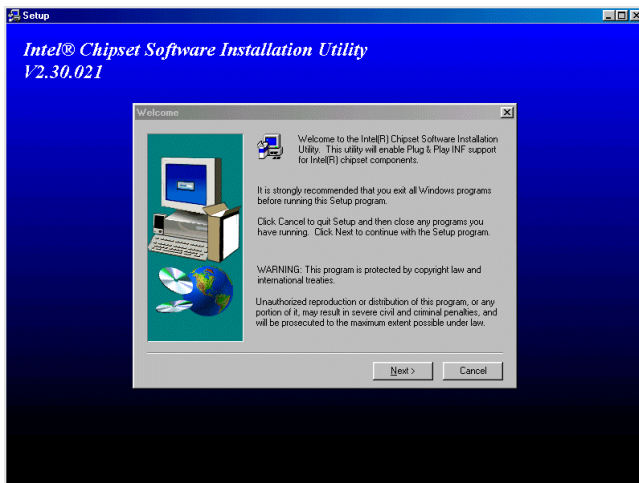 Setup
Intel® Chipset Software Installation Utility
V2.30.021
Welcome
Welcome to the Intel(R) Chipset Software Installation
Utility. This utility will enable Plug & Play INF support
for Intel(R) chipset components.
It is strongly recommended that you exit all Windows programs
before running this Setup program.
Click Cancel to quit Setup and then close any programs you
have running. Click Next to continue with the Setup program.
WARNING: This program is protected by copyright law and
international treaties.
Unauthorized reproduction or distribution of this program, or any
portion of it, may result in severe civil and criminal penalties, and
will be prosecuted to the maximum extent possible under law.
Next >
Cancel